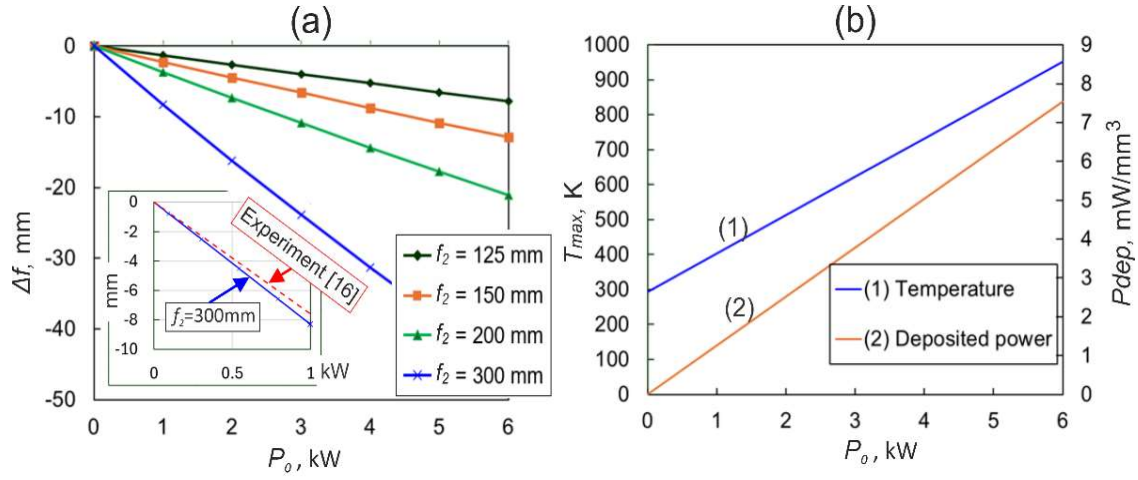 (a)
0
-10
-20
-30
-40
-50
Δf, mm
0 1 2 3 4 5 6
P₀, kW
f₂ = 125 mm
f₂ = 150 mm
f₂ = 200 mm
f₂ = 300 mm
0
-2
-4
-6
-8
-10
mm
Experiment [16]
f₂=300mm
0 0.5 1 kW
(b)
1000
900
800
700
600
500
400
300
200
100
0
Tmax, K
9
8
7
6
5
4
3
2
1
0
Pdep, mW/mm³
(1)
(2)
(1) Temperature
(2) Deposited power
0 1 2 3 4 5 6
P₀, kW